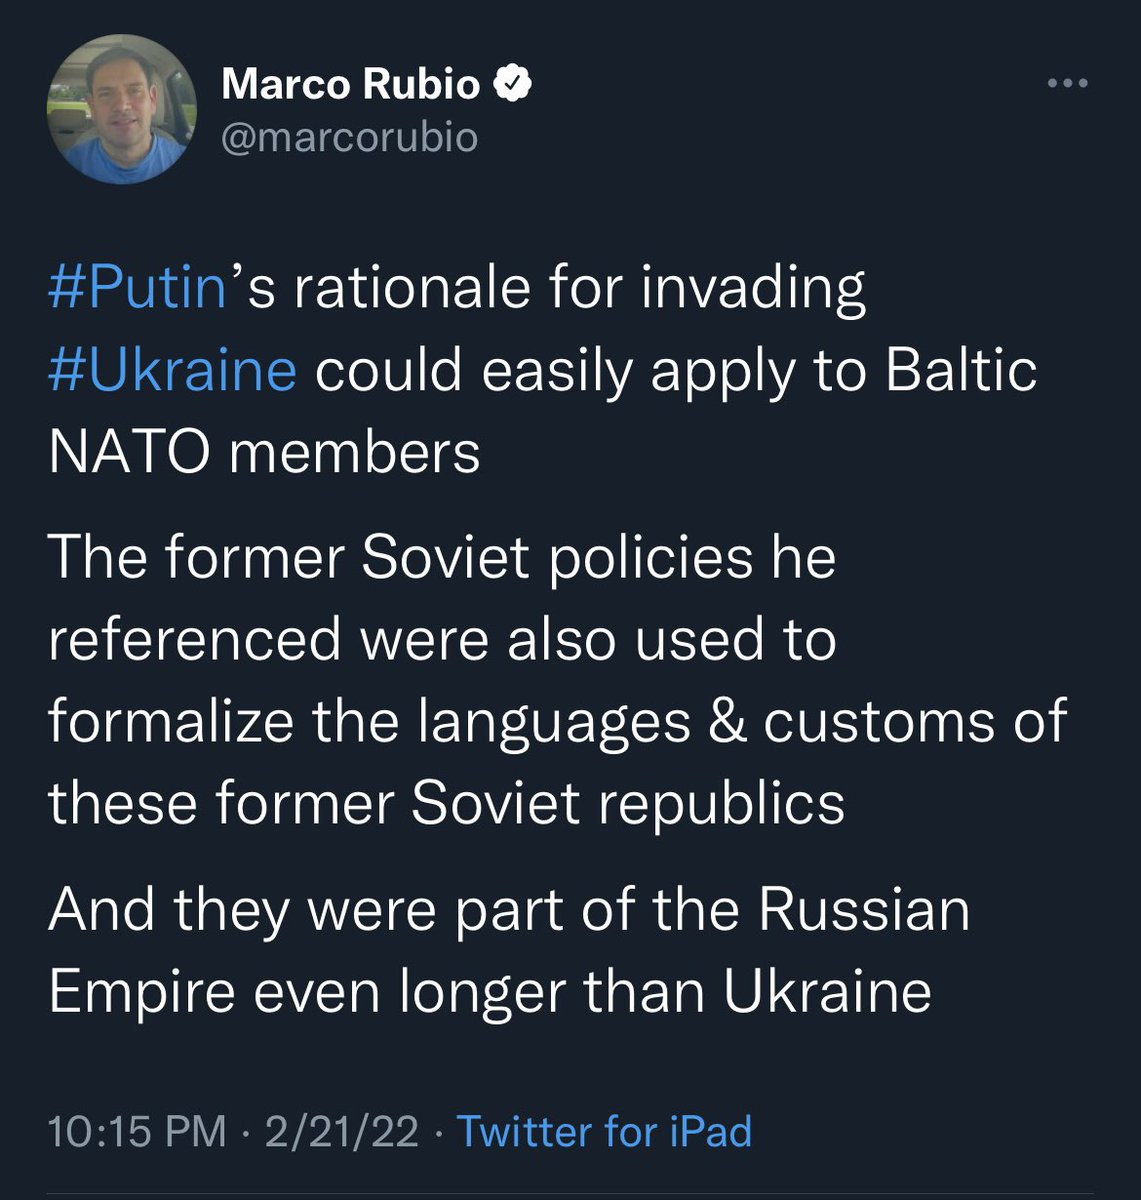 Marco Rubio
@marcorubio
#Putin’s rationale for invading
#Ukraine could easily apply to Baltic
NATO members
The former Soviet policies he
referenced were also used to
formalize the languages & customs of
these former Soviet republics
And they were part of the Russian
Empire even longer than Ukraine
10:15 PM · 2/21/22 · Twitter for iPad